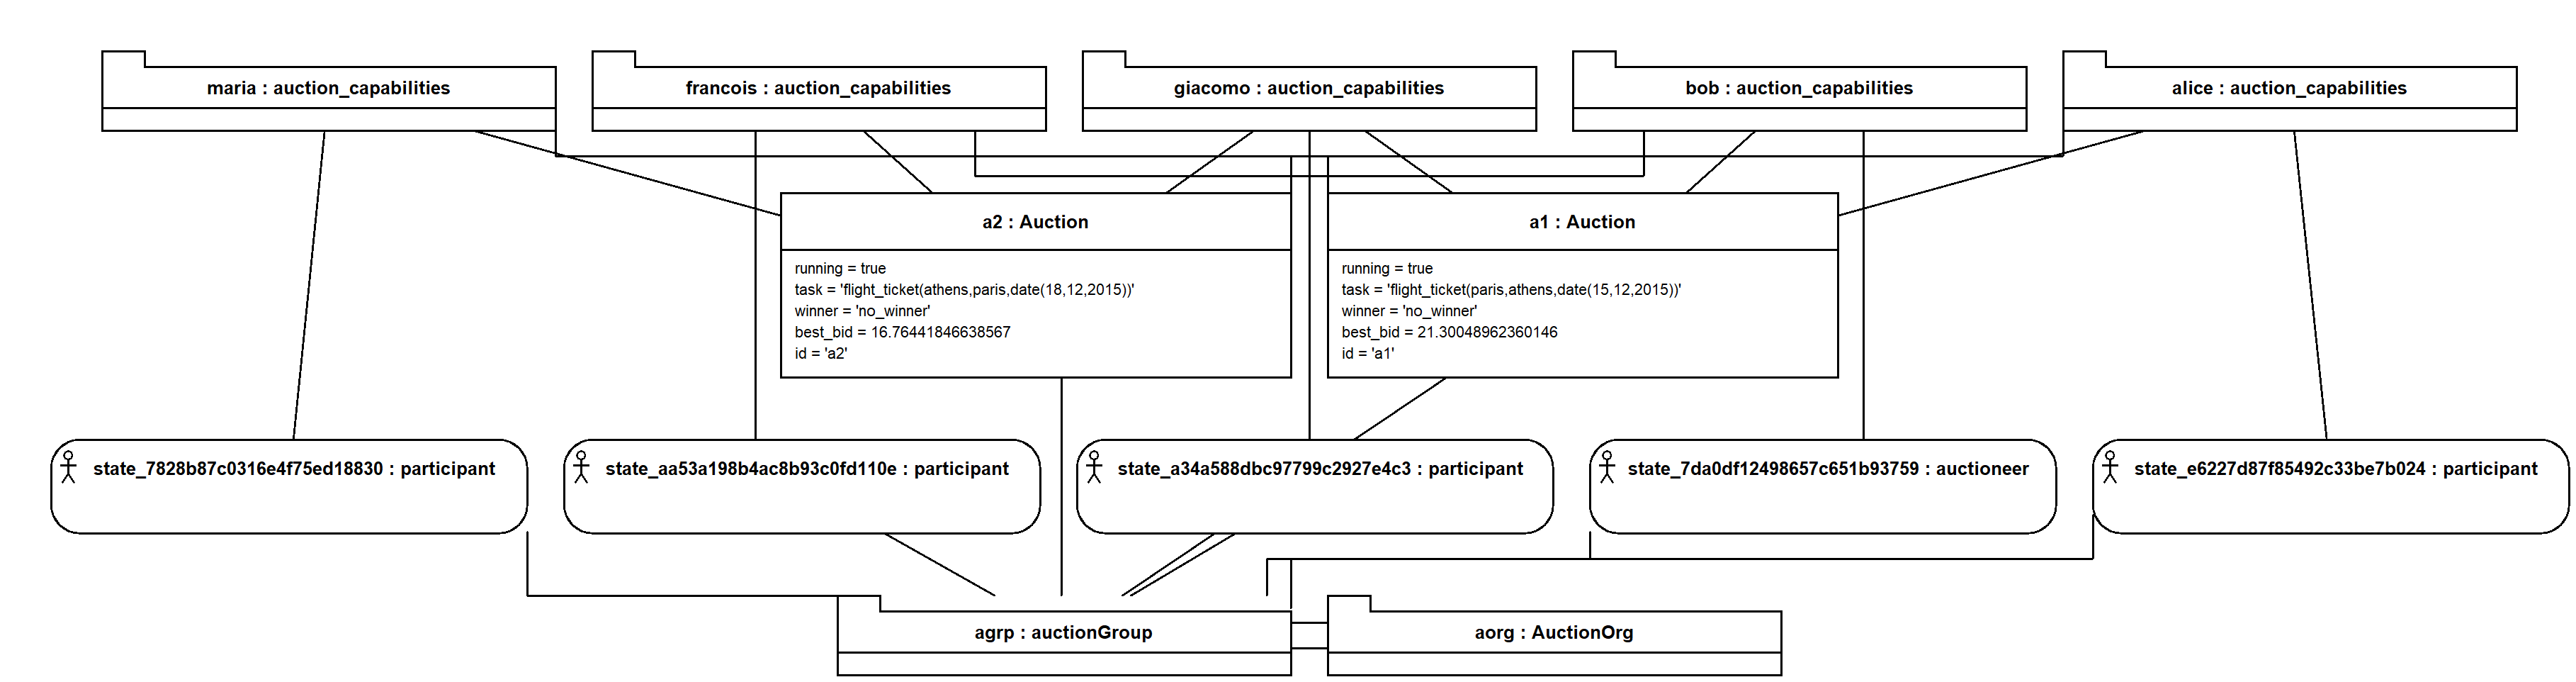 maria : auction_capabilities
francois : auction_capabilities
giacomo : auction_capabilities
bob : auction_capabilities
alice : auction_capabilities
a2 : Auction
running = true
task = 'flight_ticket(athens,paris,date(18,12,2015))'
winner = 'no_winner'
best_bid = 16.76441846638567
id = 'a2'
a1 : Auction
running = true
task = 'flight_ticket(paris,athens,date(15,12,2015))'
winner = 'no_winner'
best_bid = 21.30048962360146
id = 'a1'
state_7828b87c0316e4f75ed18830 : participant
state_aa53a198b4ac8b93c0fd110e : participant
state_a34a588dbc97799c2927e4c3 : participant
state_7da0df12498657c651b93759 : auctioneer
state_e6227d87f85492c33be7b024 : participant
agrp : auctionGroup
aorg : AuctionOrg